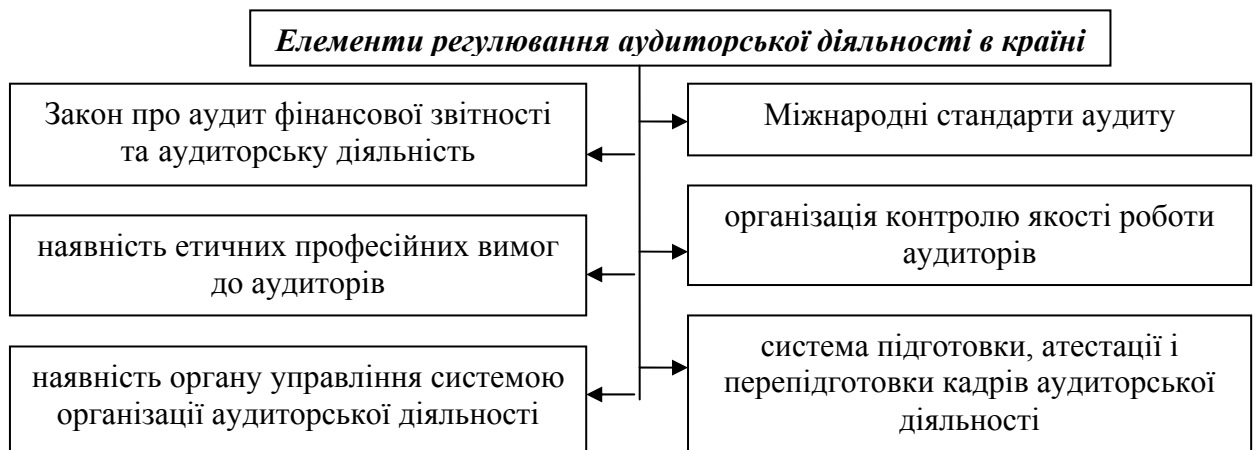 Елементи регулювання аудиторської діяльності в країні
Закон про аудит фінансової звітності
та аудиторську діяльність
Міжнародні стандарти аудиту
наявність етичних професійних вимог
до аудиторів
організація контролю якості роботи
аудиторів
наявність органу управління системою
організації аудиторської діяльності
система підготовки, атестації і
перепідготовки кадрів аудиторської
діяльності